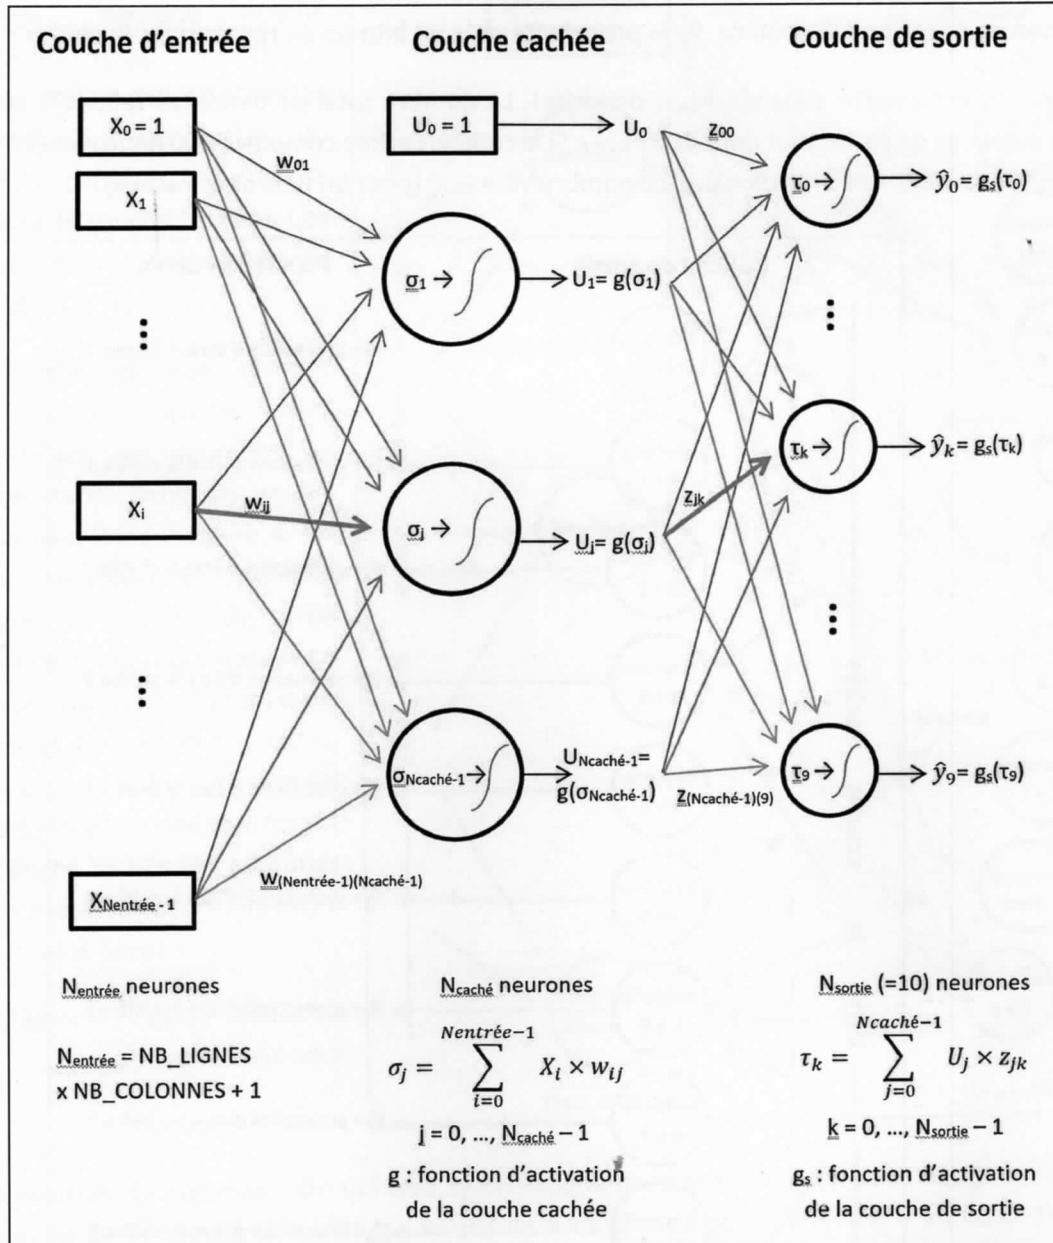 Couche d'entrée
Couche cachée
Couche de sortie
X0 = 1
X1
⋮
Xi
⋮
XNentrée-1
w01
wij
w(Nentrée-1)(Ncaché-1)
U0 = 1
U0
σ1 →
U1= g(σ1)
σj →
Uj= g(σj)
σNcaché-1 →
UNcaché-1=
g(σNcaché-1)
z00
zjk
z(Ncaché-1)(9)
τ0 →
ŷ0= gs(τ0)
⋮
τk →
ŷk = gs(τk)
⋮
τ9 →
ŷ9= gs(τ9)
Nentrée neurones
Nentrée = NB_LIGNES
x NB_COLONNES + 1
Ncaché neurones
Nentrée−1
σj = ∑ Xi × wij
i=0
j = 0, ..., Ncaché – 1
g : fonction d'activation
de la couche cachée
Nsortie (=10) neurones
Ncaché−1
τk = ∑ Uj × zjk
j=0
k = 0, ..., Nsortie – 1
gs : fonction d'activation
de la couche de sortie